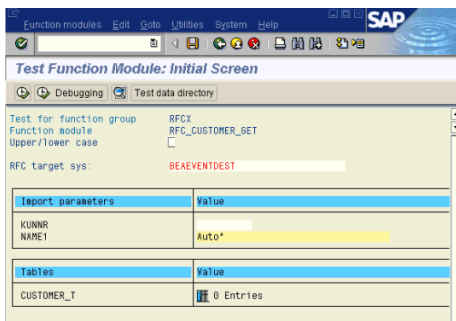 Function modules Edit Goto Utilities System Help
SAP
Test Function Module: Initial Screen
Debugging Test data directory
Test for function group RFCX
Function module RFC_CUSTOMER_GET
Upper/lower case
RFC target sys: BEAEVENTDEST
Import parameters Value
KUNNR
NAME1 Auto*
Tables Value
CUSTOMER_T 0 Entries